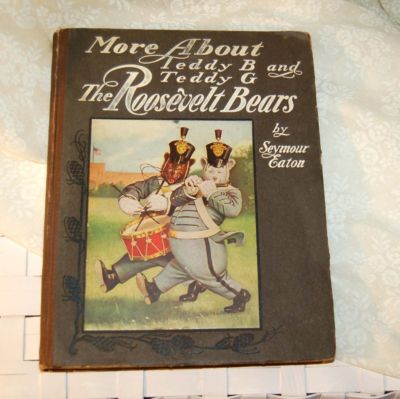 More About
Teddy B and
Teddy G
The Roosevelt Bears
by
Seymour
Eaton